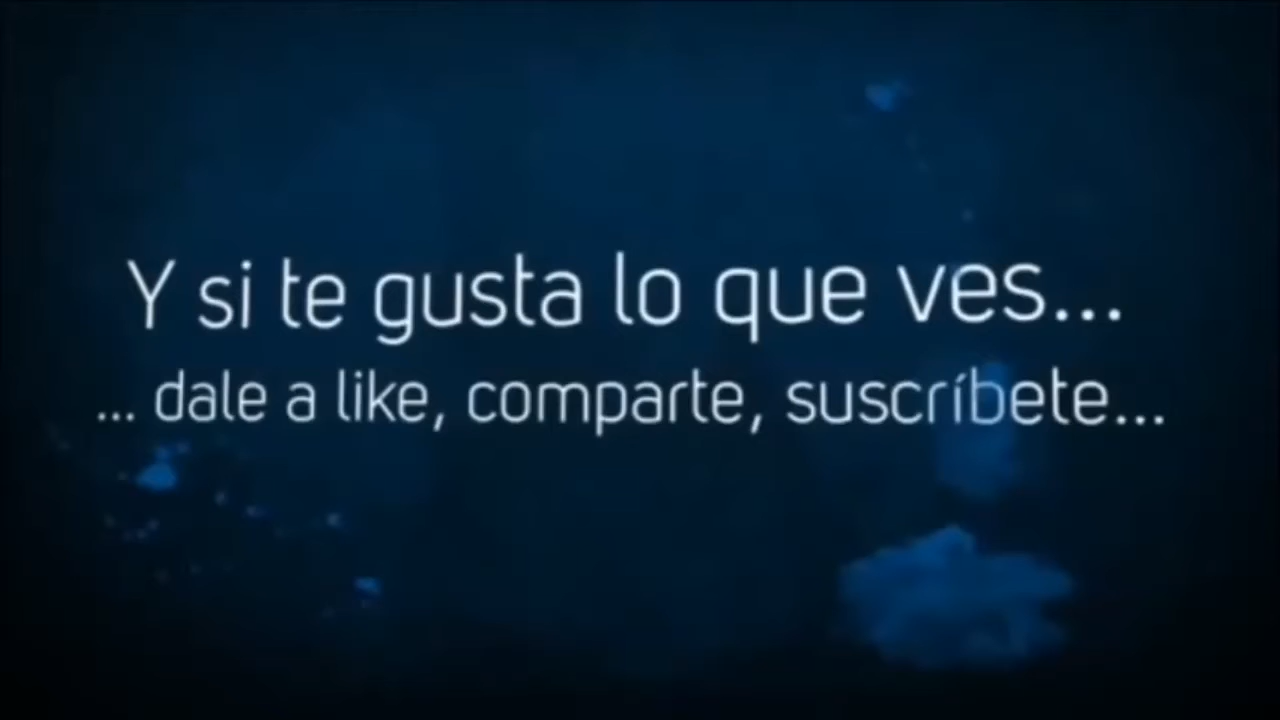 Y si te gusta lo que ves...
... dale a like, comparte, suscríbete...